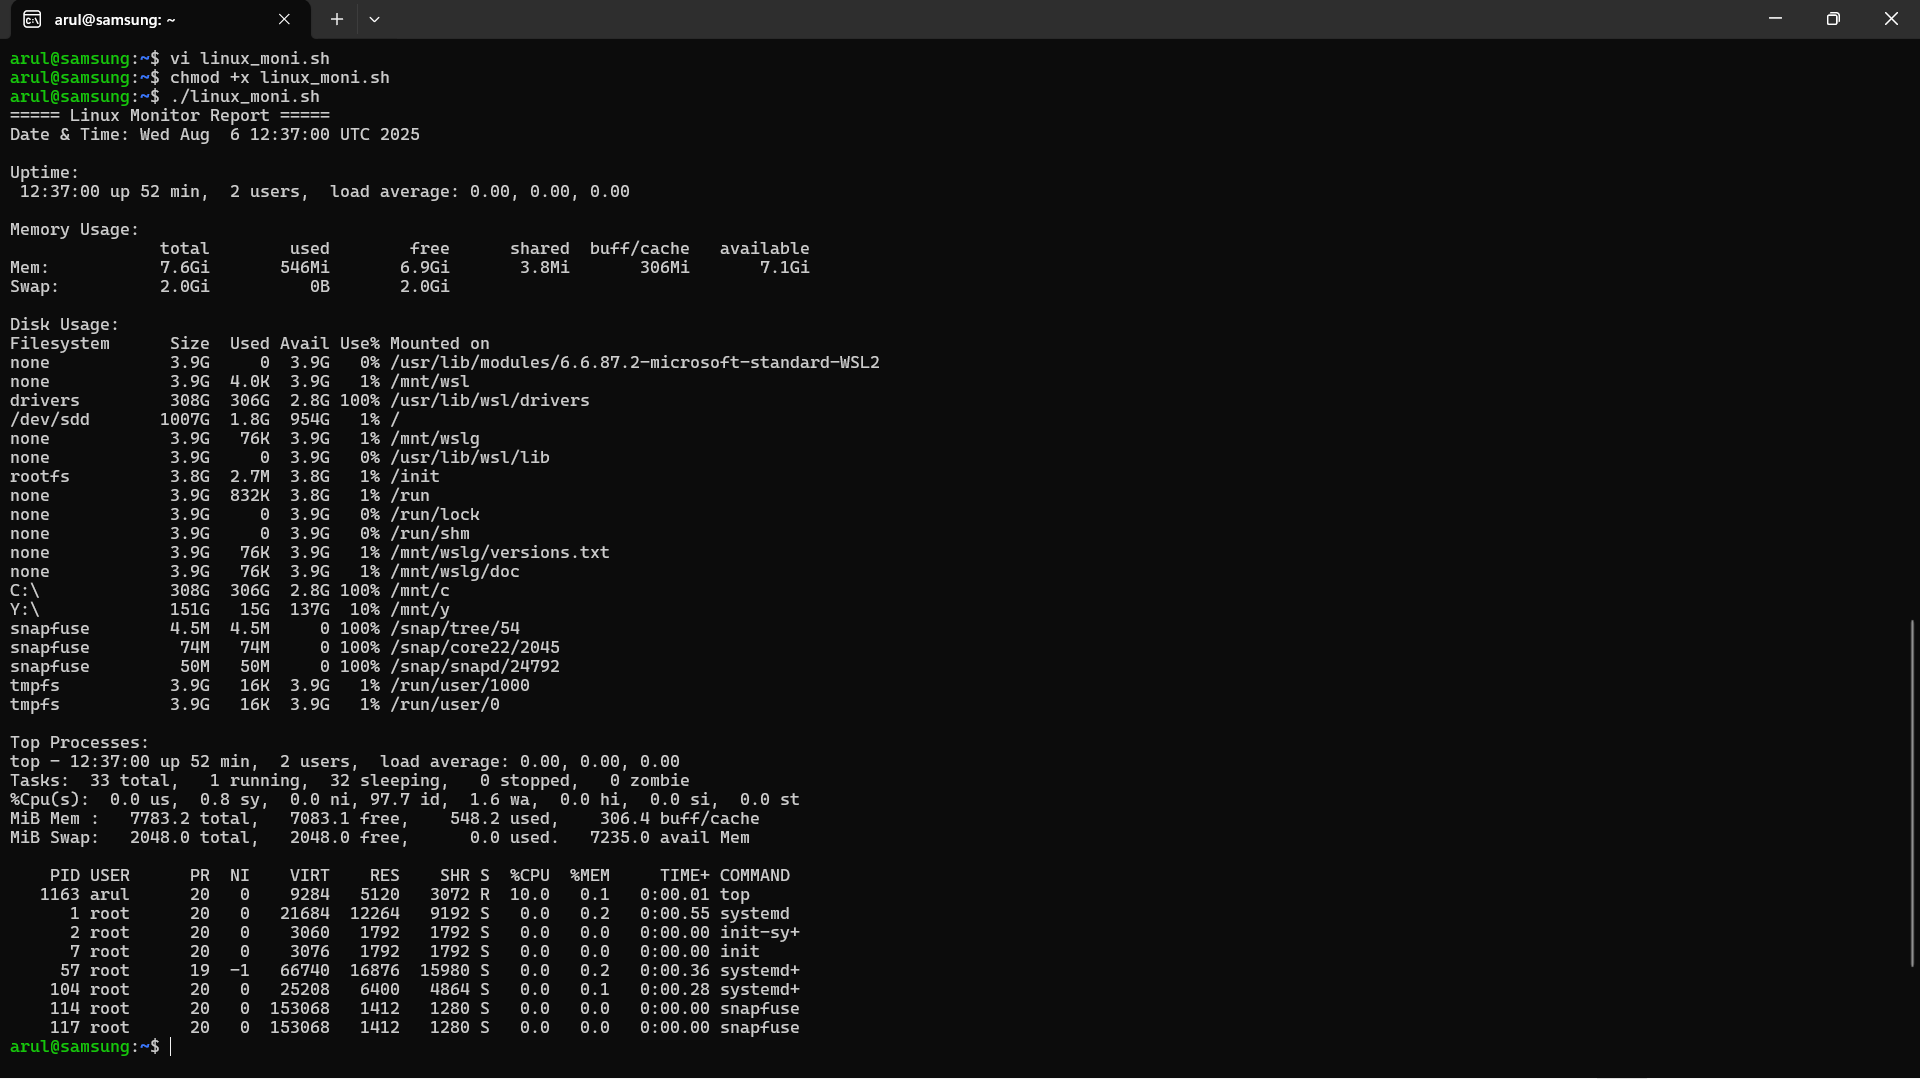 arul@samsung: ~
arul@samsung:~$ vi linux_moni.sh
arul@samsung:~$ chmod +x linux_moni.sh
arul@samsung:~$ ./linux_moni.sh
===== Linux Monitor Report =====
Date & Time: Wed Aug  6 12:37:00 UTC 2025

Uptime:
 12:37:00 up 52 min,  2 users,  load average: 0.00, 0.00, 0.00

Memory Usage:
               total        used        free      shared  buff/cache   available
Mem:           7.6Gi       546Mi       6.9Gi       3.8Mi       306Mi       7.1Gi
Swap:          2.0Gi          0B       2.0Gi

Disk Usage:
Filesystem      Size  Used Avail Use% Mounted on
none            3.9G     0  3.9G   0% /usr/lib/modules/6.6.87.2-microsoft-standard-WSL2
none            3.9G  4.0K  3.9G   1% /mnt/wsl
drivers         308G  306G  2.8G 100% /usr/lib/wsl/drivers
/dev/sdd       1007G  1.8G  954G   1% /
none            3.9G   76K  3.9G   1% /mnt/wslg
none            3.9G     0  3.9G   0% /usr/lib/wsl/lib
rootfs          3.8G  2.7M  3.8G   1% /init
none            3.9G  832K  3.8G   1% /run
none            3.9G     0  3.9G   0% /run/lock
none            3.9G     0  3.9G   0% /run/shm
none            3.9G   76K  3.9G   1% /mnt/wslg/versions.txt
none            3.9G   76K  3.9G   1% /mnt/wslg/doc
C:\             308G  306G  2.8G 100% /mnt/c
Y:\             151G   15G  137G  10% /mnt/y
snapfuse        4.5M  4.5M     0 100% /snap/tree/54
snapfuse         74M   74M     0 100% /snap/core22/2045
snapfuse         50M   50M     0 100% /snap/snapd/24792
tmpfs           3.9G   16K  3.9G   1% /run/user/1000
tmpfs           3.9G   16K  3.9G   1% /run/user/0

Top Processes:
top - 12:37:00 up 52 min,  2 users,  load average: 0.00, 0.00, 0.00
Tasks:  33 total,   1 running,  32 sleeping,   0 stopped,   0 zombie
%Cpu(s):  0.0 us,  0.8 sy,  0.0 ni, 97.7 id,  1.6 wa,  0.0 hi,  0.0 si,  0.0 st
MiB Mem :   7783.2 total,   7083.1 free,    548.2 used,    306.4 buff/cache
MiB Swap:   2048.0 total,   2048.0 free,      0.0 used.   7235.0 avail Mem

    PID USER      PR  NI    VIRT    RES    SHR S  %CPU  %MEM     TIME+ COMMAND
   1163 arul      20   0    9284   5120   3072 R  10.0   0.1   0:00.01 top
      1 root      20   0   21684  12264   9192 S   0.0   0.2   0:00.55 systemd
      2 root      20   0    3060   1792   1792 S   0.0   0.0   0:00.00 init-sy+
      7 root      20   0    3076   1792   1792 S   0.0   0.0   0:00.00 init
     57 root      19  -1   66740  16876  15980 S   0.0   0.2   0:00.36 systemd+
    104 root      20   0   25208   6400   4864 S   0.0   0.1   0:00.28 systemd+
    114 root      20   0  153068   1412   1280 S   0.0   0.0   0:00.00 snapfuse
    117 root      20   0  153068   1412   1280 S   0.0   0.0   0:00.00 snapfuse
arul@samsung:~$